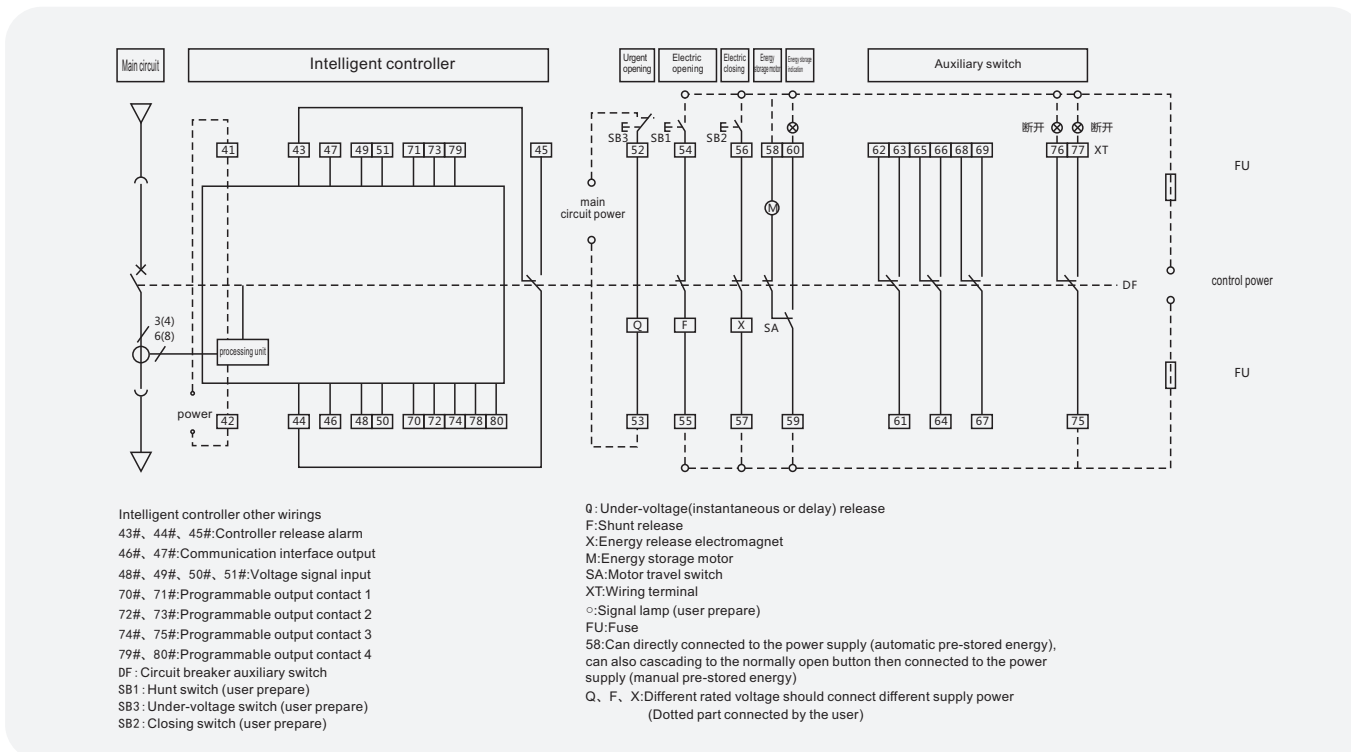 Main circuit
Intelligent controller
Urgent opening
Electric opening
Electric closing
Energy storage motor
Energy storage indication
Auxiliary switch
断开
断开
SB3
SB1
SB2
41
43
47
49
51
71
73
79
45
52
54
56
58
60
62
63
65
66
68
69
76
77
XT
FU
main
circuit power
M
DF
control power
3(4)
6(8)
processing unit
Q
F
X
SA
FU
power
42
44
46
48
50
70
72
74
78
80
53
55
57
59
61
64
67
75
Intelligent controller other wirings
43#、44#、45#:Controller release alarm
46#、47#:Communication interface output
48#、49#、50#、51#:Voltage signal input
70#、71#:Programmable output contact 1
72#、73#:Programmable output contact 2
74#、75#:Programmable output contact 3
79#、80#:Programmable output contact 4
DF:Circuit breaker auxiliary switch
SB1:Hunt switch (user prepare)
SB3:Under-voltage switch (user prepare)
SB2:Closing switch (user prepare)
Q:Under-voltage(instantaneous or delay) release
F:Shunt release
X:Energy release electromagnet
M:Energy storage motor
SA:Motor travel switch
XT:Wiring terminal
○:Signal lamp (user prepare)
FU:Fuse
58:Can directly connected to the power supply (automatic pre-stored energy),
can also cascading to the normally open button then connected to the power
supply (manual pre-stored energy)
Q、F、X:Different rated voltage should connect different supply power
(Dotted part connected by the user)